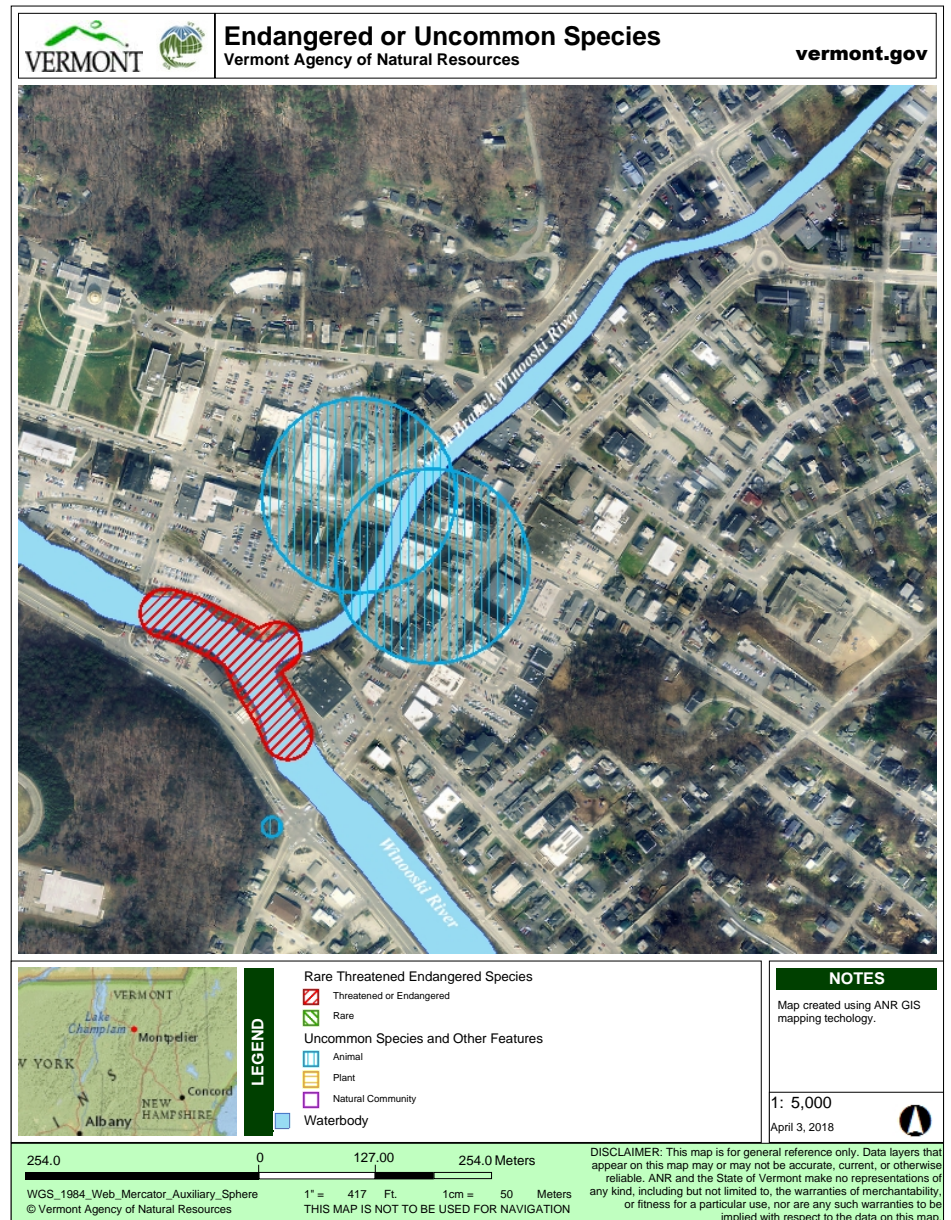 VERMONT
Endangered or Uncommon Species
Vermont Agency of Natural Resources
vermont.gov
Branch Winooski River
Winooski River
VERMONT
Lake
Champlain
Montpelier
W YORK
I N S
Concord
NEW
HAMPSHIRE
Albany
LEGEND
Rare Threatened Endangered Species
Threatened or Endangered
Rare
Uncommon Species and Other Features
Animal
Plant
Natural Community
Waterbody
NOTES
Map created using ANR GIS
mapping techology.
1: 5,000
April 3, 2018
254.0 0 127.00 254.0 Meters
WGS_1984_Web_Mercator_Auxiliary_Sphere
© Vermont Agency of Natural Resources
1" = 417 Ft. 1cm = 50 Meters
THIS MAP IS NOT TO BE USED FOR NAVIGATION
DISCLAIMER: This map is for general reference only. Data layers that
appear on this map may or may not be accurate, current, or otherwise
reliable. ANR and the State of Vermont make no representations of
any kind, including but not limited to, the warranties of merchantability,
or fitness for a particular use, nor are any such warranties to be
implied with respect to the data on this map.